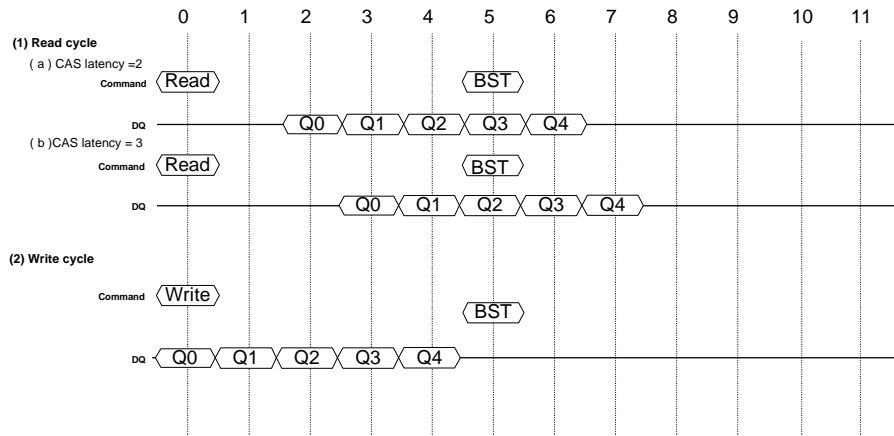 0 1 2 3 4 5 6 7 8 9 10 11
(1) Read cycle
( a ) CAS latency =2
Command Read BST
DQ Q0 Q1 Q2 Q3 Q4
( b )CAS latency = 3
Command Read BST
DQ Q0 Q1 Q2 Q3 Q4
(2) Write cycle
Command Write BST
DQ Q0 Q1 Q2 Q3 Q4